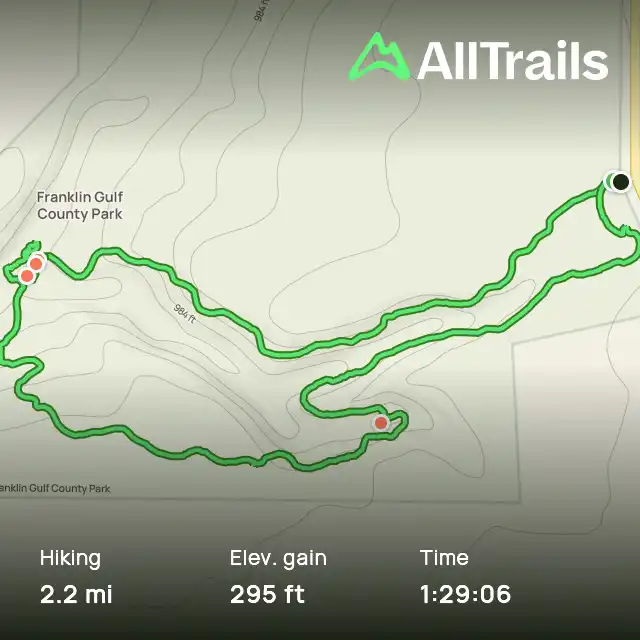 984 ft
AllTrails
Franklin Gulf
County Park
984 ft
anklin Gulf County Park
Hiking
Elev. gain
Time
2.2 mi
295 ft
1:29:06